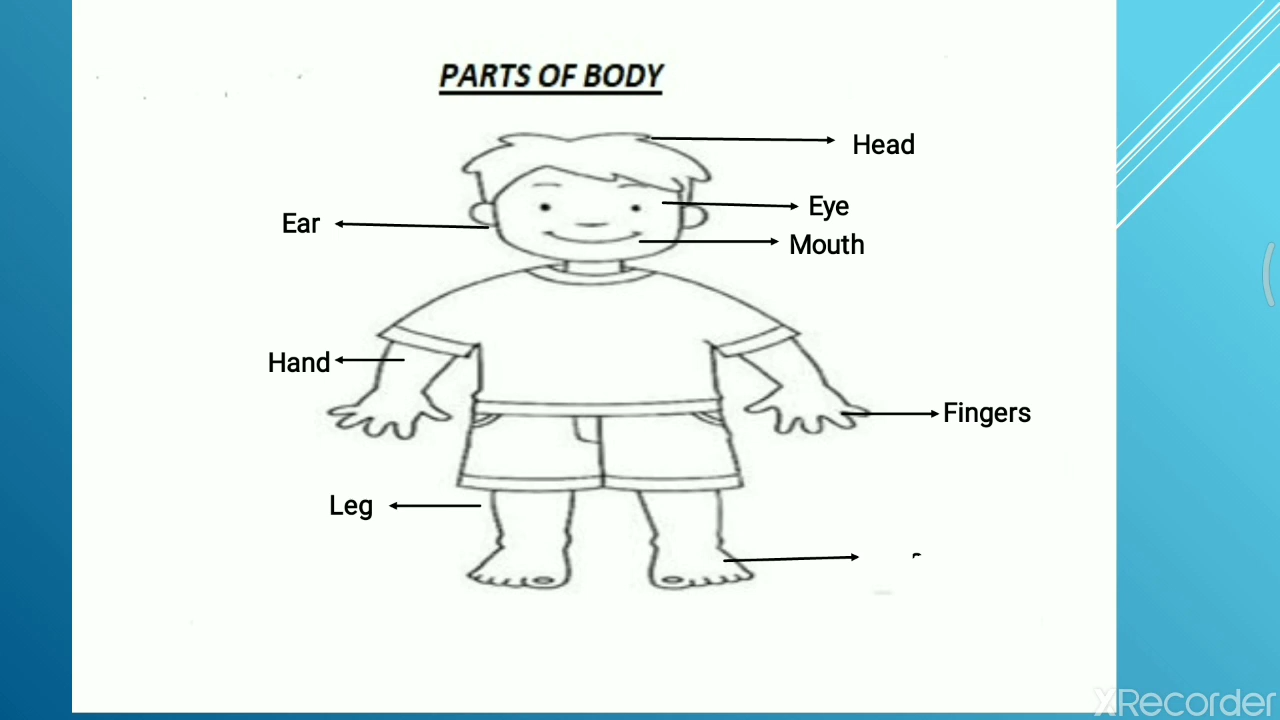 PARTS OF BODY
Head
Eye
Ear
Mouth
Hand
Fingers
Leg
XRecorder